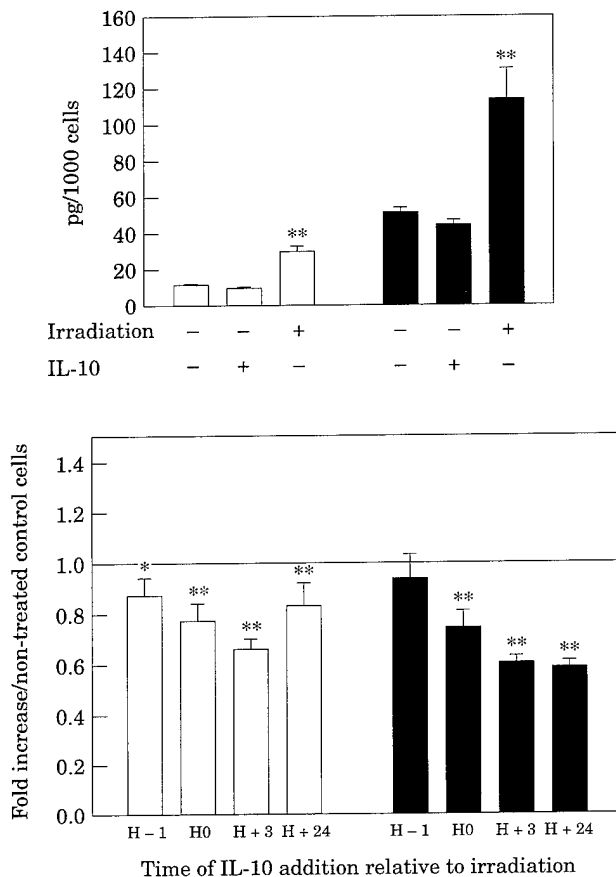 160
140
120
100
80
60
40
20
0
pg/1000 cells
**
**
Irradiation – – + – – +
IL-10 – + – – + –
Fold increase/non-treated control cells
1.4
1.2
1.0
0.8
0.6
0.4
0.2
0.0
* ** ** ** ** ** **
H – 1 H0 H + 3 H + 24 H – 1 H0 H + 3 H + 24
Time of IL-10 addition relative to irradiation